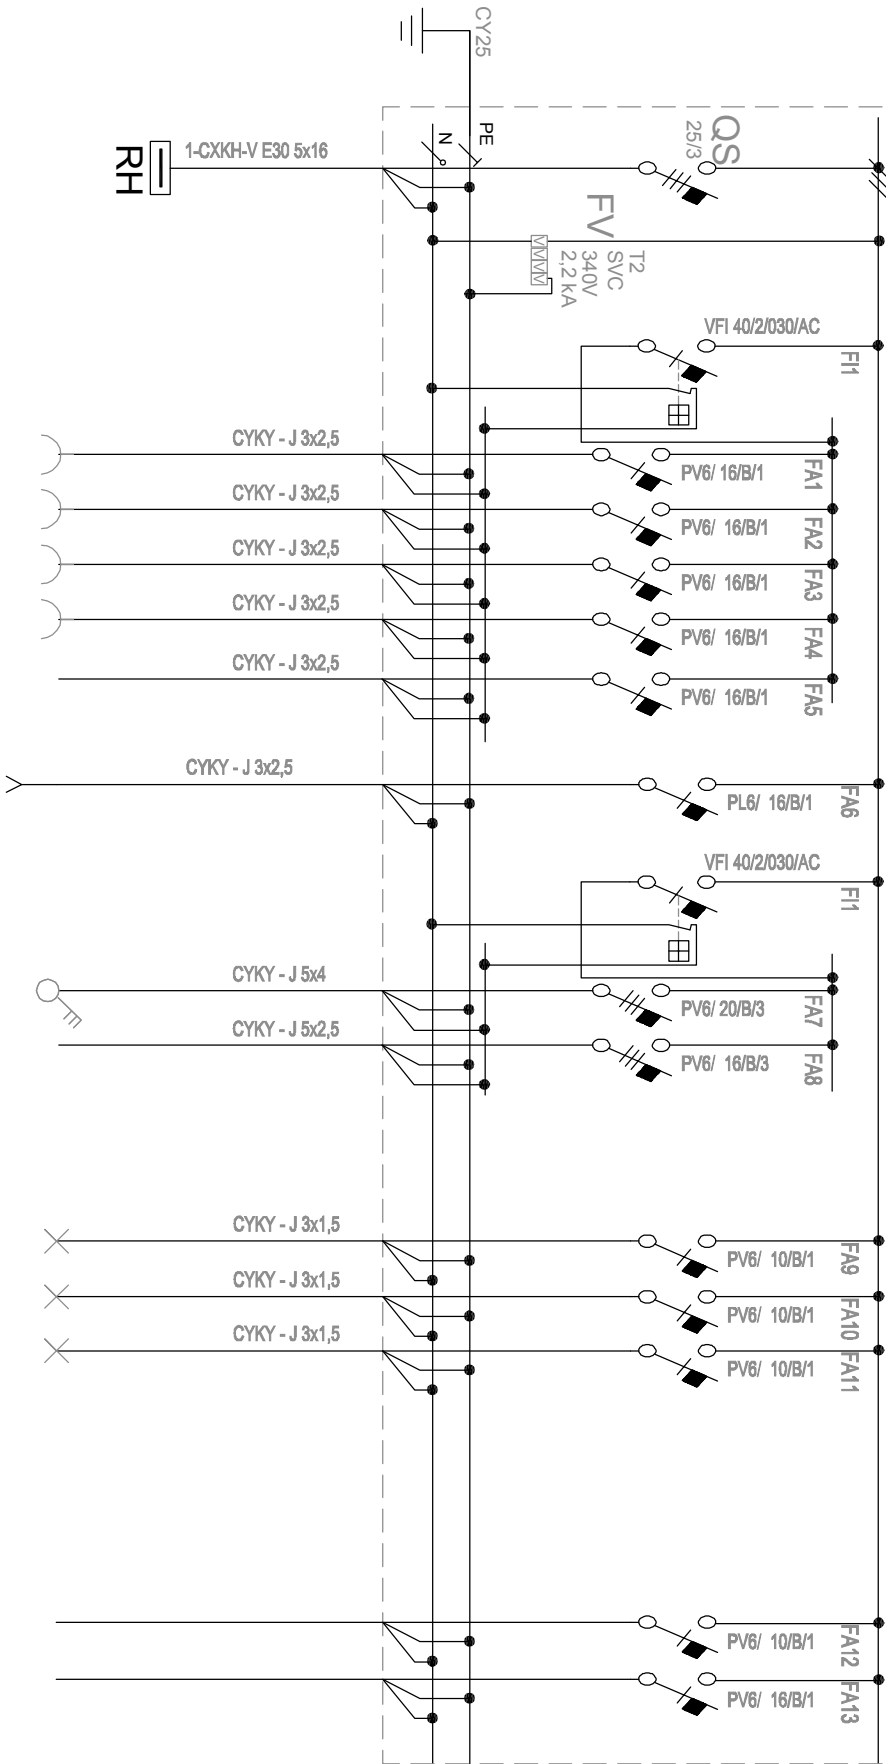 CY25
PE
N
QS
25/3
1-CXKH-V E30 5x16
RH
FV
T2
SVC
340V
2,2 kA
VFI 40/2/030/AC
FI1
CYKY - J 3x2,5
PV6/ 16/B/1
FA1
CYKY - J 3x2,5
PV6/ 16/B/1
FA2
CYKY - J 3x2,5
PV6/ 16/B/1
FA3
CYKY - J 3x2,5
PV6/ 16/B/1
FA4
CYKY - J 3x2,5
PV6/ 16/B/1
FA5
CYKY - J 3x2,5
PL6/ 16/B/1
FA6
VFI 40/2/030/AC
FI1
CYKY - J 5x4
PV6/ 20/B/3
FA7
CYKY - J 5x2,5
PV6/ 16/B/3
FA8
CYKY - J 3x1,5
PV6/ 10/B/1
FA9
CYKY - J 3x1,5
PV6/ 10/B/1
FA10
CYKY - J 3x1,5
PV6/ 10/B/1
FA11
PV6/ 10/B/1
FA12
PV6/ 16/B/1
FA13